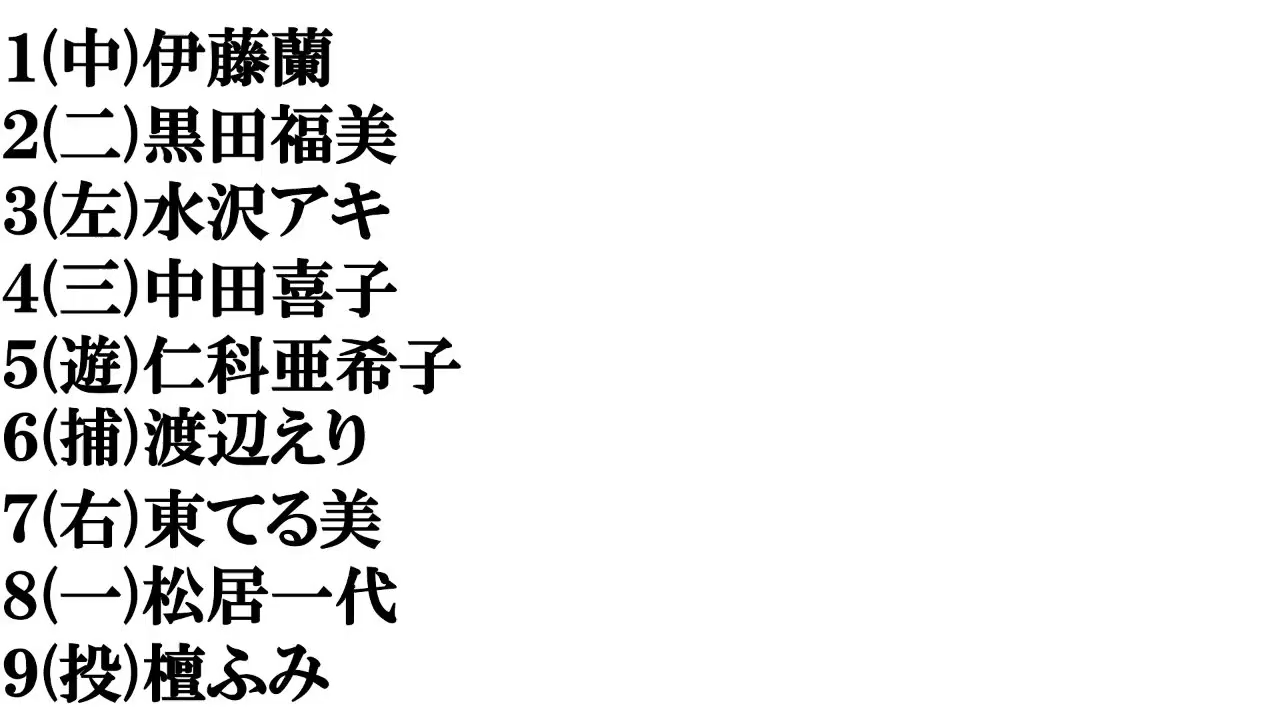 1(中)伊藤蘭
2(二)黒田福美
3(左)水沢アキ
4(三)中田喜子
5(遊)仁科亜希子
6(捕)渡辺えり
7(右)東てる美
8(一)松居一代
9(投)檀ふみ